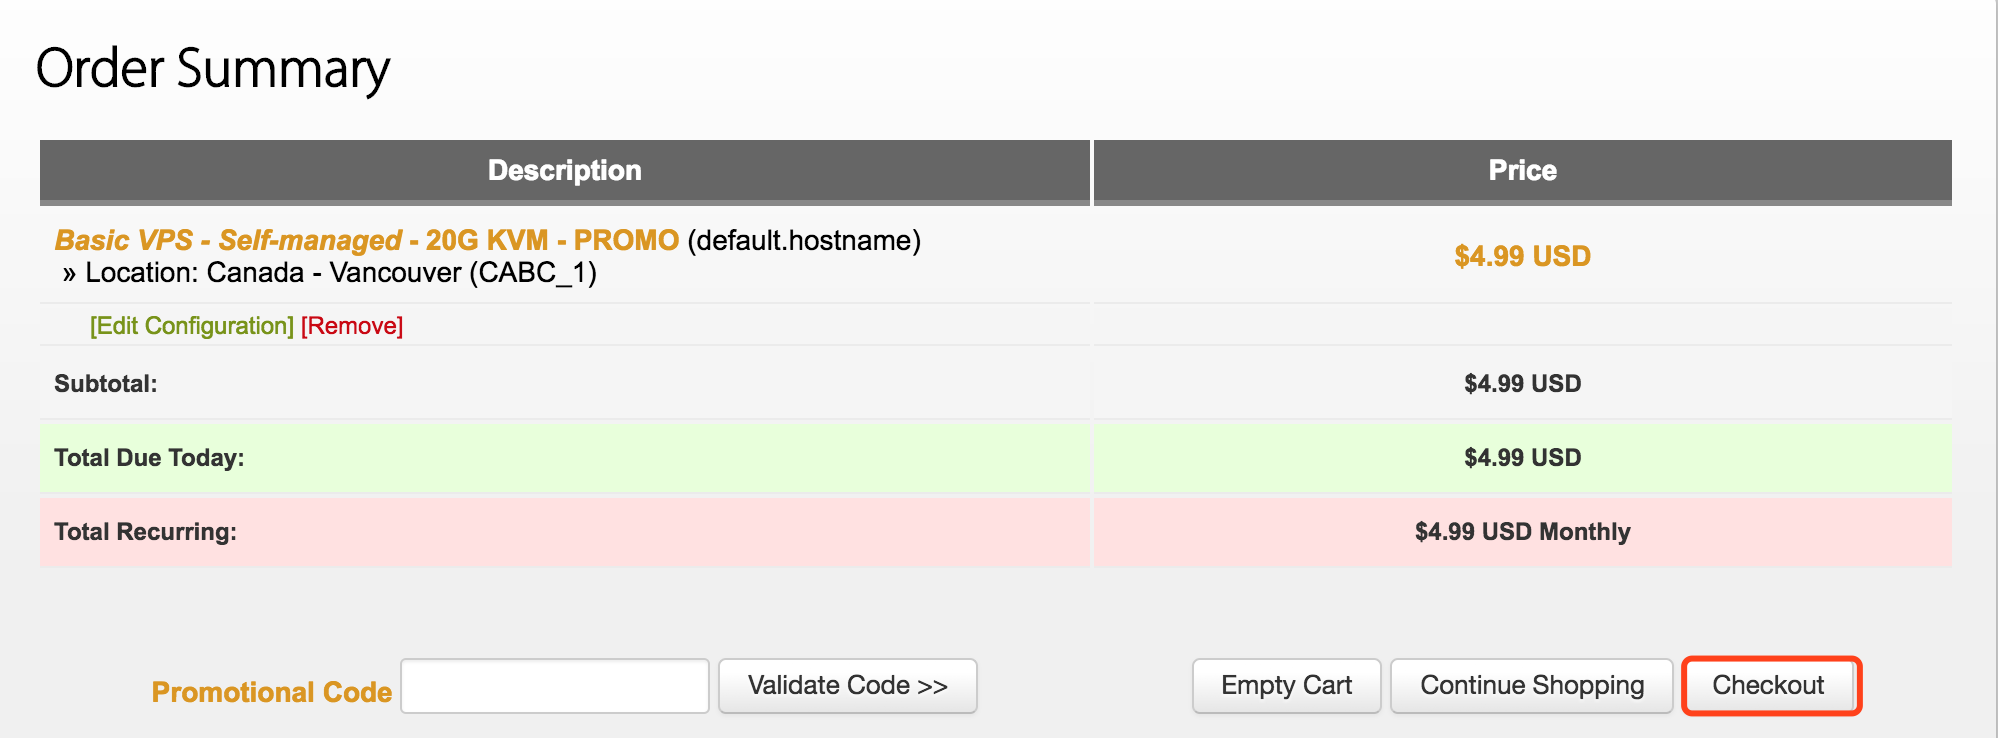 Order Summary
Description
Price
Basic VPS - Self-managed - 20G KVM - PROMO (default.hostname)
» Location: Canada - Vancouver (CABC_1)
$4.99 USD
[Edit Configuration] [Remove]
Subtotal:
$4.99 USD
Total Due Today:
$4.99 USD
Total Recurring:
$4.99 USD Monthly
Promotional Code
Validate Code >>
Empty Cart
Continue Shopping
Checkout